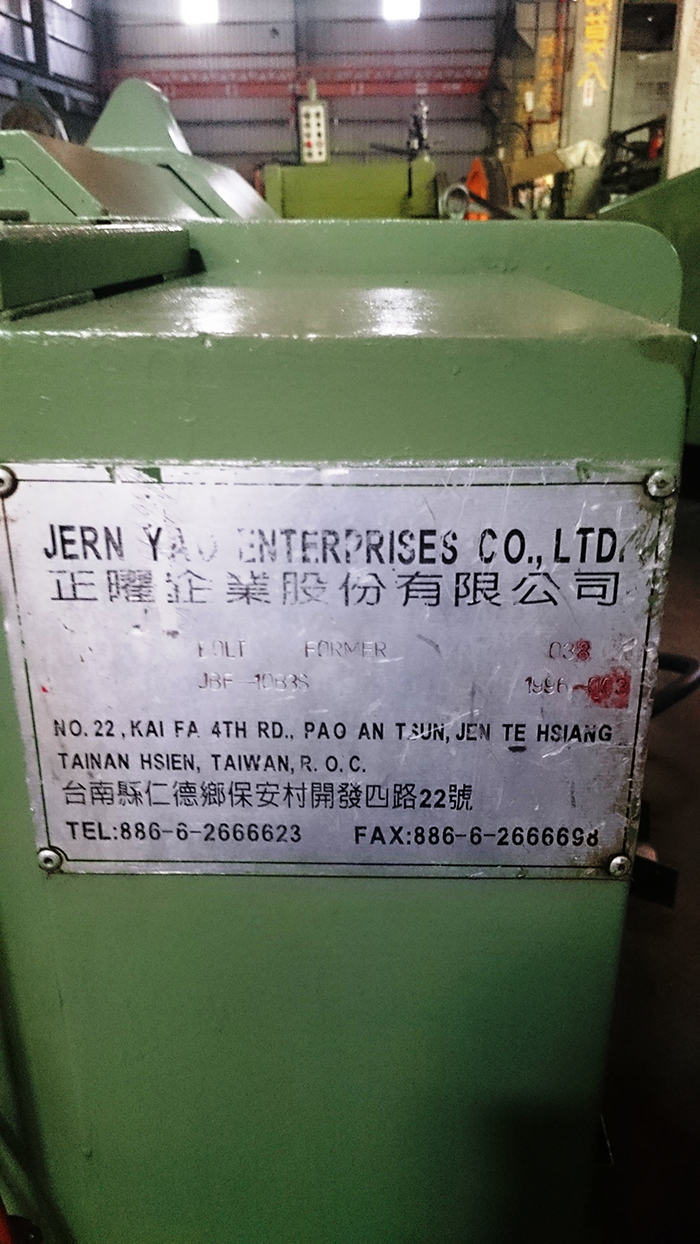 JERN YAO ENTERPRISES CO., LTD.
正曜企業股份有限公司
BOLT FORMER 038
JBF-10B3S 1996
NO. 22, KAI FA 4TH RD., PAO AN TSUN, JEN TE HSIANG
TAINAN HSIEN, TAIWAN, R. O. C.
台南縣仁德鄉保安村開發四路22號
TEL:886-6-2666623 FAX:886-6-2666698